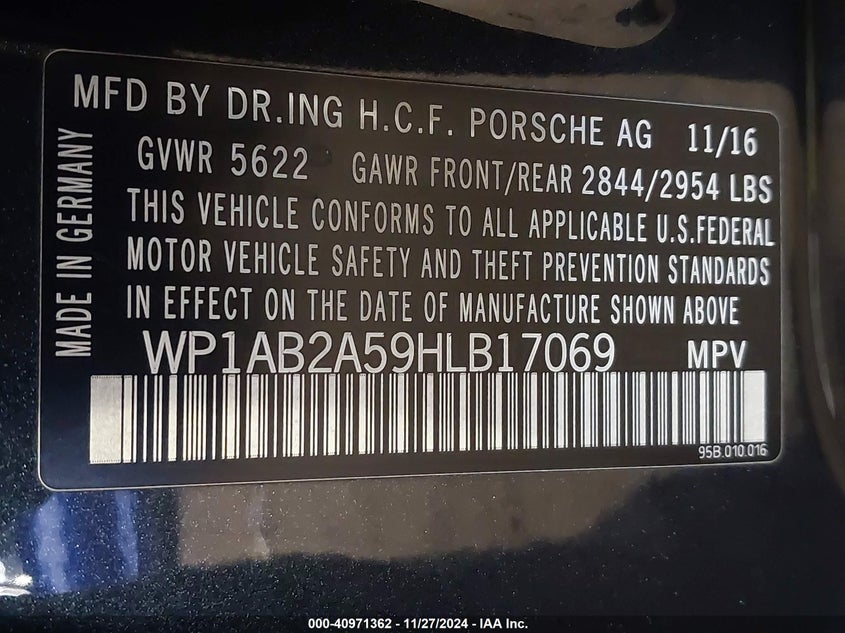 MFD BY DR.ING H.C.F. PORSCHE AG 11/16
GVWR 5622 GAWR FRONT/REAR 2844/2954 LBS
THIS VEHICLE CONFORMS TO ALL APPLICABLE U.S.FEDERAL
MOTOR VEHICLE SAFETY AND THEFT PREVENTION STANDARDS
IN EFFECT ON THE DATE OF MANUFACTURE SHOWN ABOVE
MADE IN GERMANY
WP1AB2A59HLB17069 MPV
95B.010.016
000-40971362 - 11/27/2024 - IAA Inc.